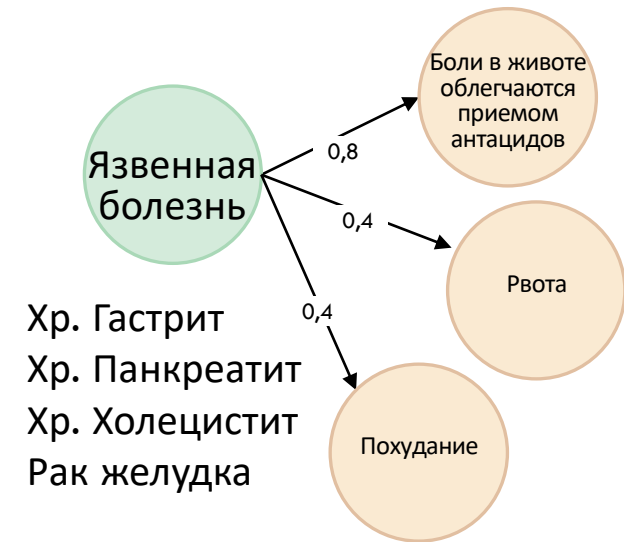 Боли в животе
облегчаются
приемом
антацидов
0,8
Язвенная
болезнь
0,4
Рвота
0,4
Хр. Гастрит
Хр. Панкреатит
Хр. Холецистит
Рак желудка
Похудание